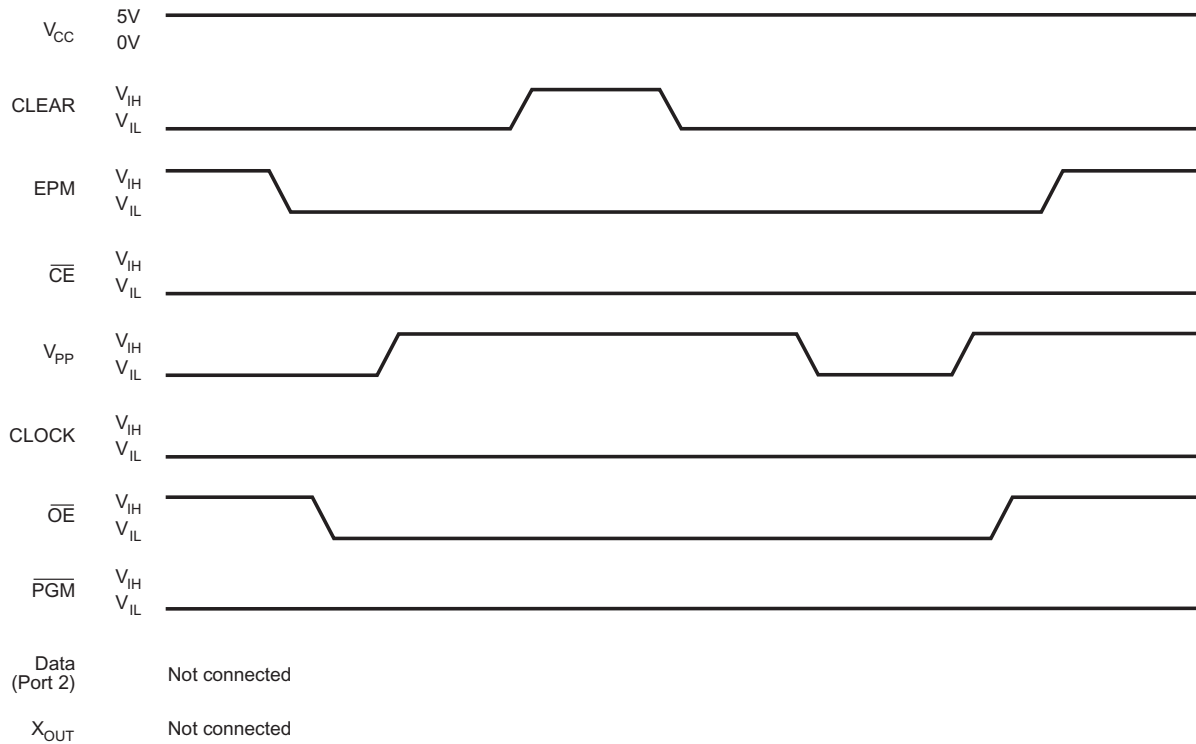 V_CC 5V
0V
CLEAR V_IH
V_IL
EPM V_IH
V_IL
CE V_IH
V_IL
V_PP V_IH
V_IL
CLOCK V_IH
V_IL
OE V_IH
V_IL
PGM V_IH
V_IL
Data
(Port 2) Not connected
X_OUT Not connected